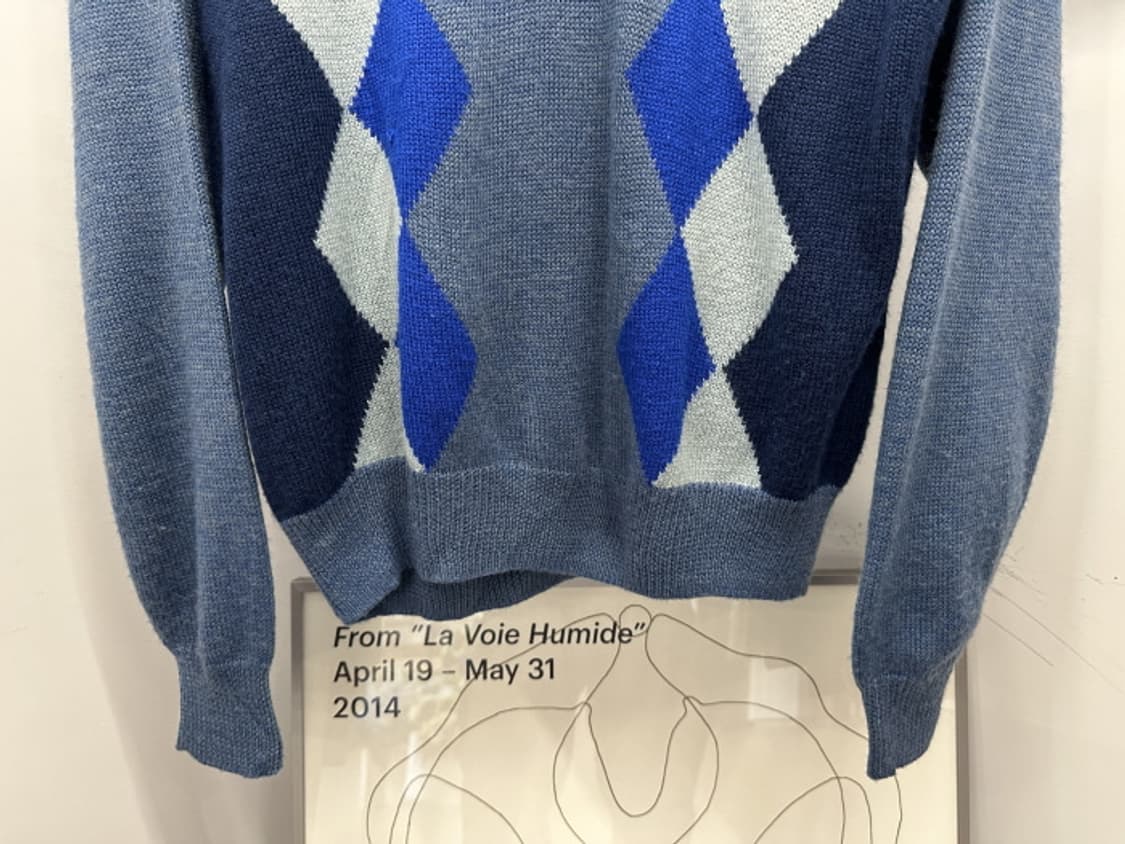 From “La Voie Humide”
April 19 – May 31
2014